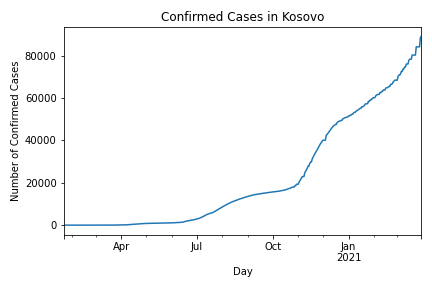 Confirmed Cases in Kosovo
Number of Confirmed Cases
80000
60000
40000
20000
0
Apr
Jul
Oct
Jan
2021
Day